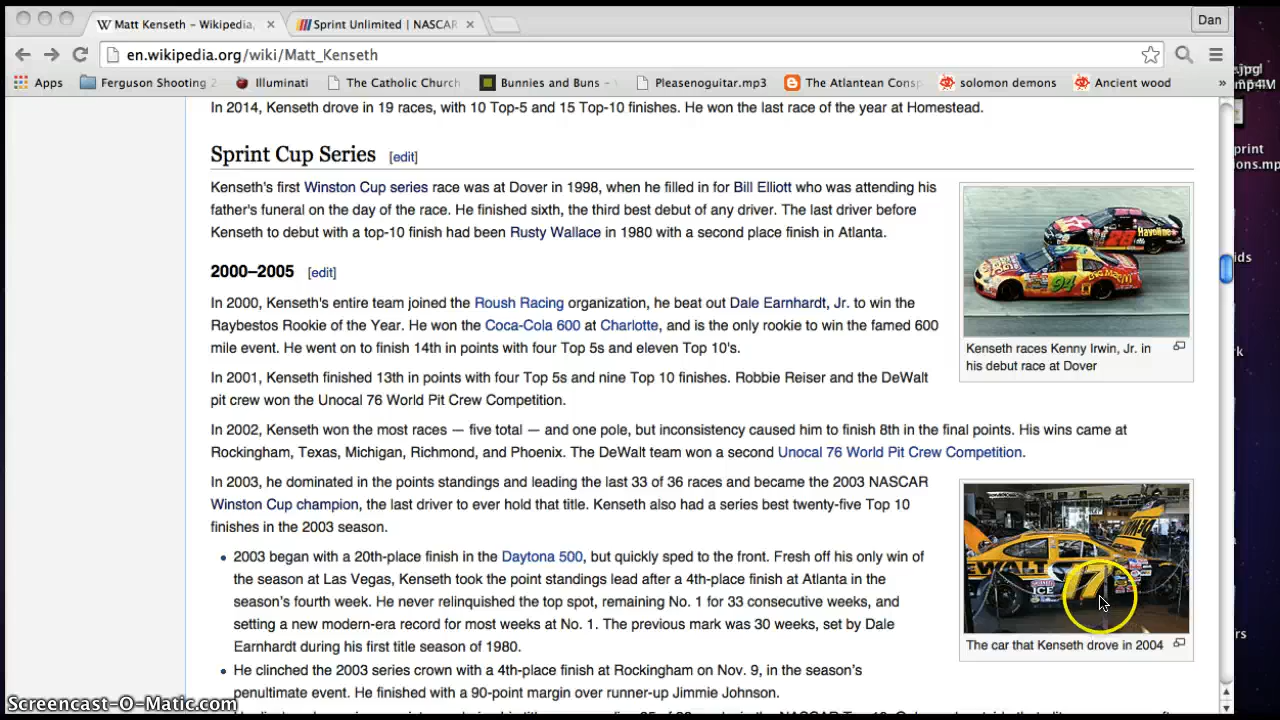 Matt Kenseth – Wikipedia,
Sprint Unlimited | NASCAR
Dan
en.wikipedia.org/wiki/Matt_Kenseth
Apps
Ferguson Shooting 2
Illuminati
The Catholic Church
Bunnies and Buns -
Pleasenoguitar.mp3
The Atlantean Consp
solomon demons
Ancient wood
»
.jpg
mp4M
In 2014, Kenseth drove in 19 races, with 10 Top-5 and 15 Top-10 finishes. He won the last race of the year at Homestead.
print
ions.mp
Sprint Cup Series [edit]
Kenseth's first Winston Cup series race was at Dover in 1998, when he filled in for Bill Elliott who was attending his
father's funeral on the day of the race. He finished sixth, the third best debut of any driver. The last driver before
Kenseth to debut with a top-10 finish had been Rusty Wallace in 1980 with a second place finish in Atlanta.
28 Havoline
94
Kenseth races Kenny Irwin, Jr. in
his debut race at Dover
ids
rk
2000–2005 [edit]
In 2000, Kenseth's entire team joined the Roush Racing organization, he beat out Dale Earnhardt, Jr. to win the
Raybestos Rookie of the Year. He won the Coca-Cola 600 at Charlotte, and is the only rookie to win the famed 600
mile event. He went on to finish 14th in points with four Top 5s and eleven Top 10's.
In 2001, Kenseth finished 13th in points with four Top 5s and nine Top 10 finishes. Robbie Reiser and the DeWalt
pit crew won the Unocal 76 World Pit Crew Competition.
In 2002, Kenseth won the most races — five total — and one pole, but inconsistency caused him to finish 8th in the final points. His wins came at
Rockingham, Texas, Michigan, Richmond, and Phoenix. The DeWalt team won a second Unocal 76 World Pit Crew Competition.
In 2003, he dominated in the points standings and leading the last 33 of 36 races and became the 2003 NASCAR
Winston Cup champion, the last driver to ever hold that title. Kenseth also had a series best twenty-five Top 10
finishes in the 2003 season.
DEWALT
ICE
17
The car that Kenseth drove in 2004
rs
2003 began with a 20th-place finish in the Daytona 500, but quickly sped to the front. Fresh off his only win of
the season at Las Vegas, Kenseth took the point standings lead after a 4th-place finish at Atlanta in the
season's fourth week. He never relinquished the top spot, remaining No. 1 for 33 consecutive weeks, and
setting a new modern-era record for most weeks at No. 1. The previous mark was 30 weeks, set by Dale
Earnhardt during his first title season of 1980.
He clinched the 2003 series crown with a 4th-place finish at Rockingham on Nov. 9, in the season's
penultimate event. He finished with a 90-point margin over runner-up Jimmie Johnson.
Screencast-O-Matic.com